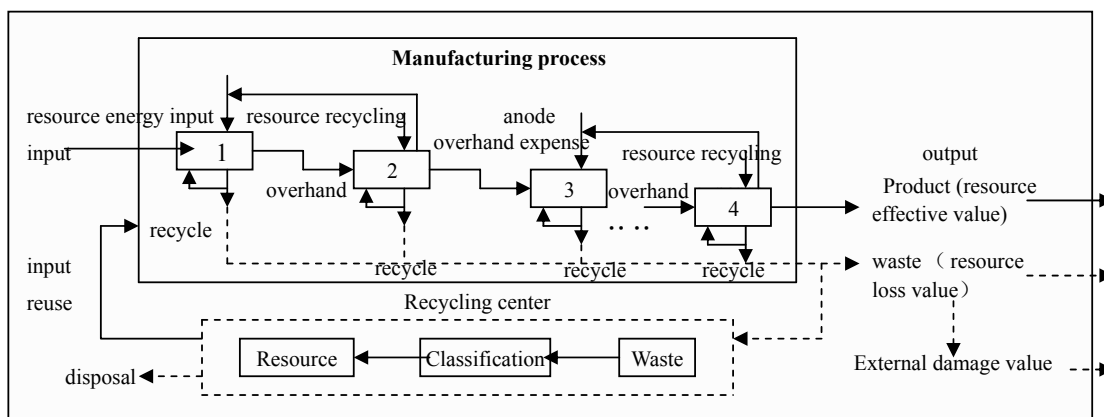 Manufacturing process
resource energy input
resource recycling
anode
overhand expense
resource recycling
input
1
2
3
4
overhand
overhand
output
Product (resource
effective value)
recycle
recycle
recycle
recycle
input
reuse
waste （ resource
loss value）
Recycling center
Resource
Classification
Waste
disposal
External damage value